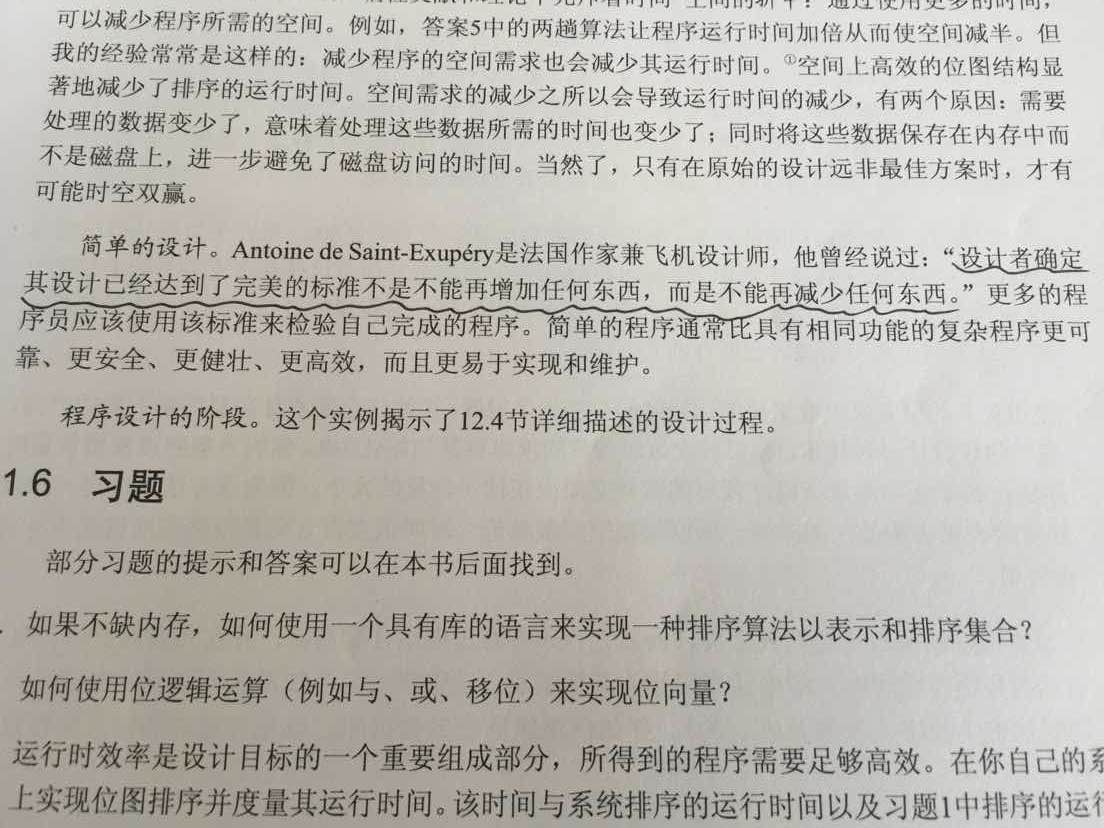 可以减少程序所需的空间。例如，答案5中的两趟算法让程序运行时间加倍从而使空间减半。但
我的经验常常是这样的：减少程序的空间需求也会减少其运行时间。①空间上高效的位图结构显
著地减少了排序的运行时间。空间需求的减少之所以会导致运行时间的减少，有两个原因：需要
处理的数据变少了，意味着处理这些数据所需的时间也变少了；同时将这些数据保存在内存中而
不是磁盘上，进一步避免了磁盘访问的时间。当然了，只有在原始的设计远非最佳方案时，才有
可能时空双赢。
简单的设计。Antoine de Saint-Exupéry是法国作家兼飞机设计师，他曾经说过：“设计者确定
其设计已经达到了完美的标准不是不能再增加任何东西，而是不能再减少任何东西。”更多的程
序员应该使用该标准来检验自己完成的程序。简单的程序通常比具有相同功能的复杂程序更可
靠、更安全、更健壮、更高效，而且更易于实现和维护。
程序设计的阶段。这个实例揭示了12.4节详细描述的设计过程。
1.6 习题
部分习题的提示和答案可以在本书后面找到。
. 如果不缺内存，如何使用一个具有库的语言来实现一种排序算法以表示和排序集合？
如何使用位逻辑运算（例如与、或、移位）来实现位向量？
运行时效率是设计目标的一个重要组成部分，所得到的程序需要足够高效。在你自己的系
上实现位图排序并度量其运行时间。该时间与系统排序的运行时间以及习题1中排序的运行